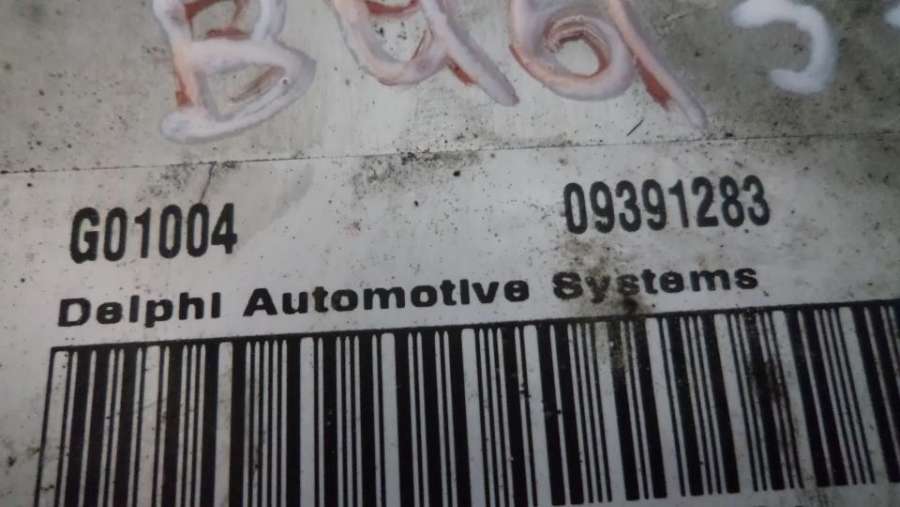 G01004 09391283
Delphi Automotive Systems